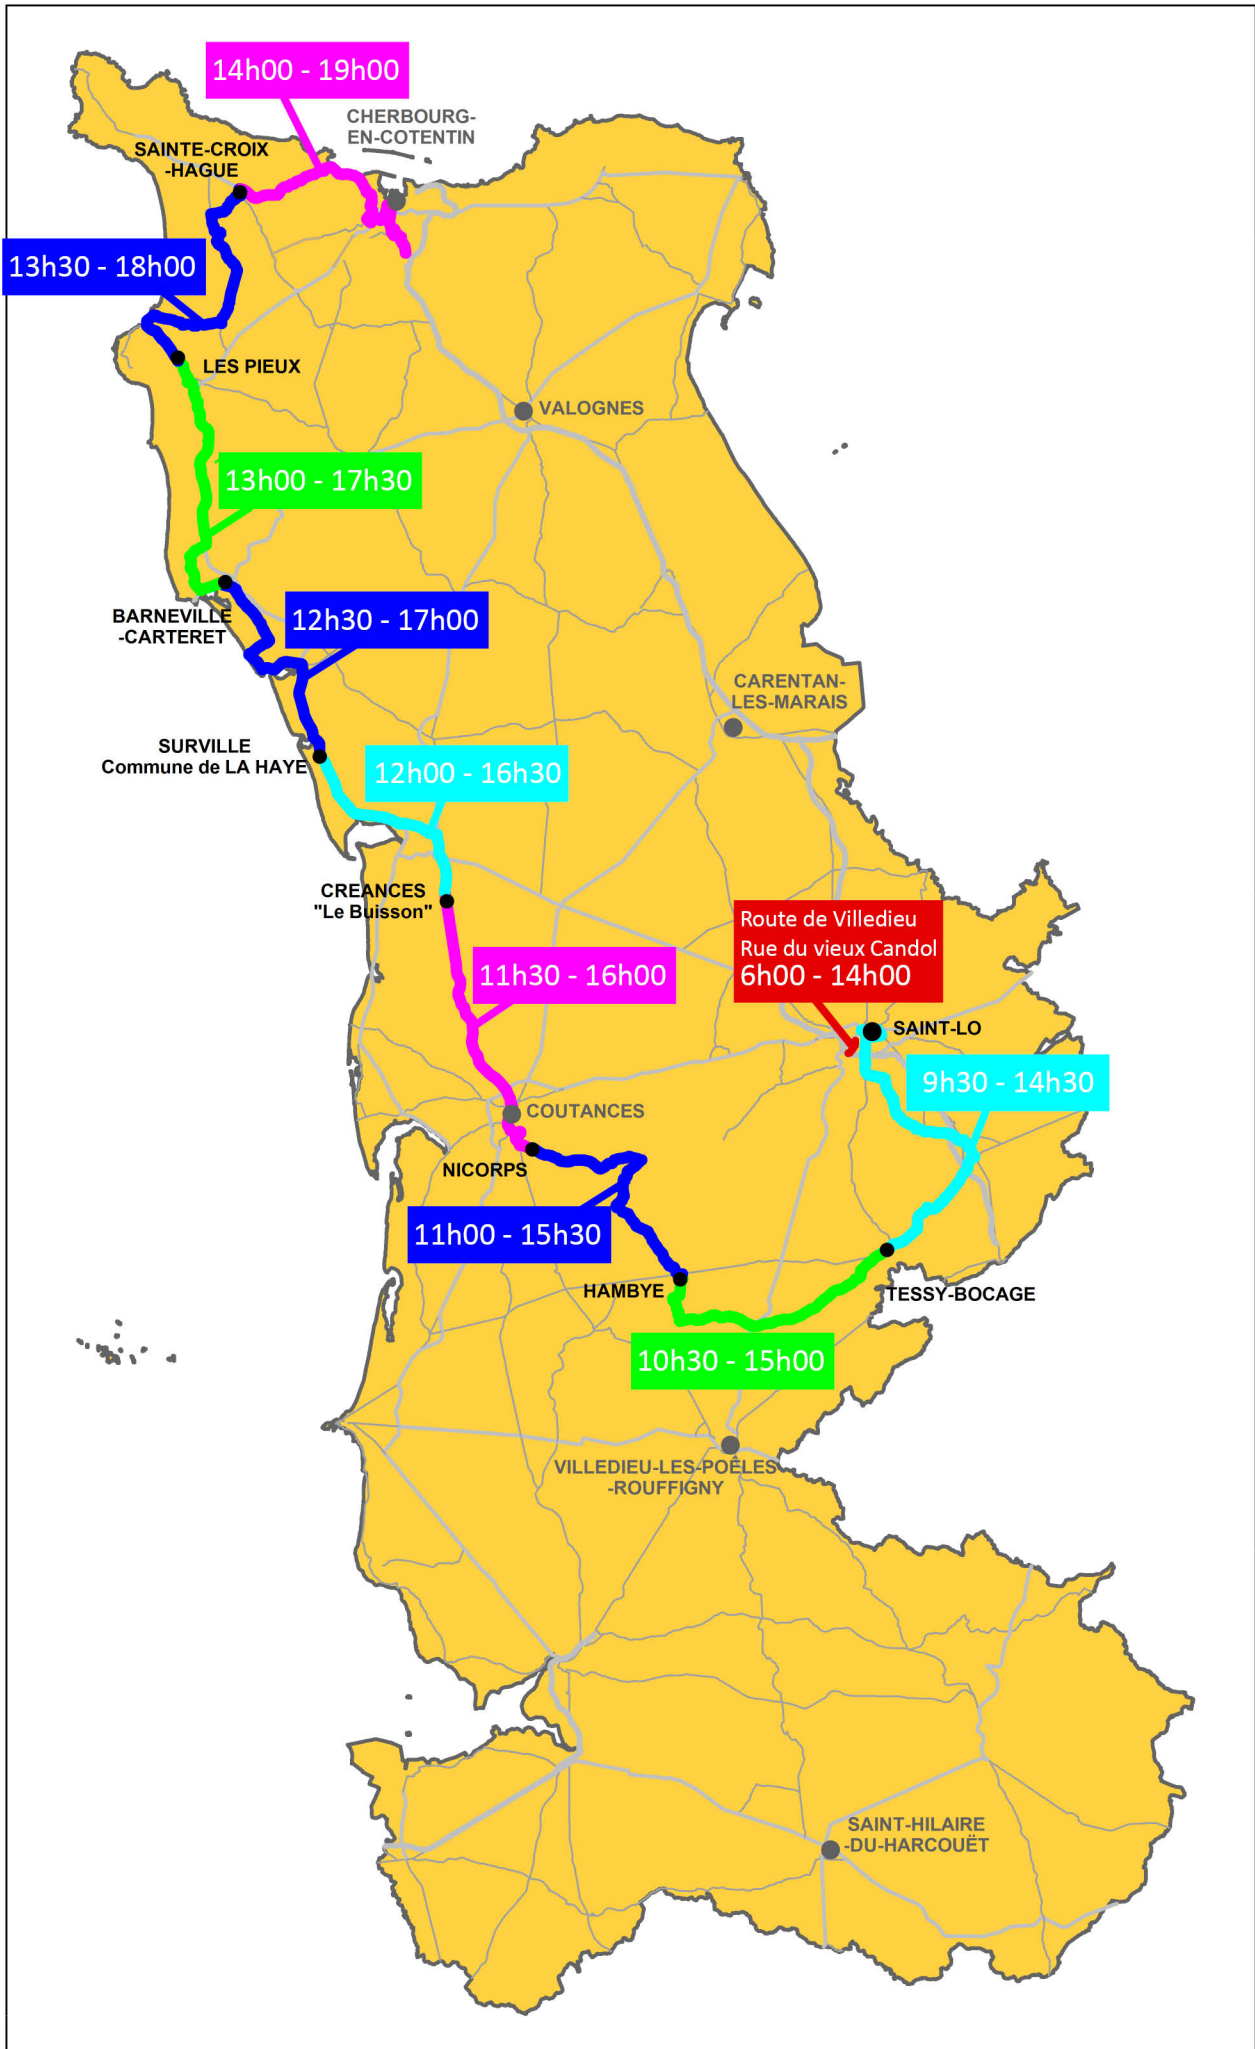 14h00 - 19h00
CHERBOURG-
EN-COTENTIN
SAINTE-CROIX
-HAGUE
13h30 - 18h00
LES PIEUX
VALOGNES
13h00 - 17h30
BARNEVILLE
-CARTERET
12h30 - 17h00
CARENTAN-
LES-MARAIS
SURVILLE
Commune de LA HAYE
12h00 - 16h30
CREANCES
"Le Buisson"
Route de Villedieu
Rue du vieux Candol
6h00 - 14h00
11h30 - 16h00
SAINT-LO
9h30 - 14h30
COUTANCES
NICORPS
11h00 - 15h30
HAMBYE
TESSY-BOCAGE
10h30 - 15h00
VILLEDIEU-LES-POÊLES
-ROUFFIGNY
SAINT-HILAIRE
-DU-HARCOUËT